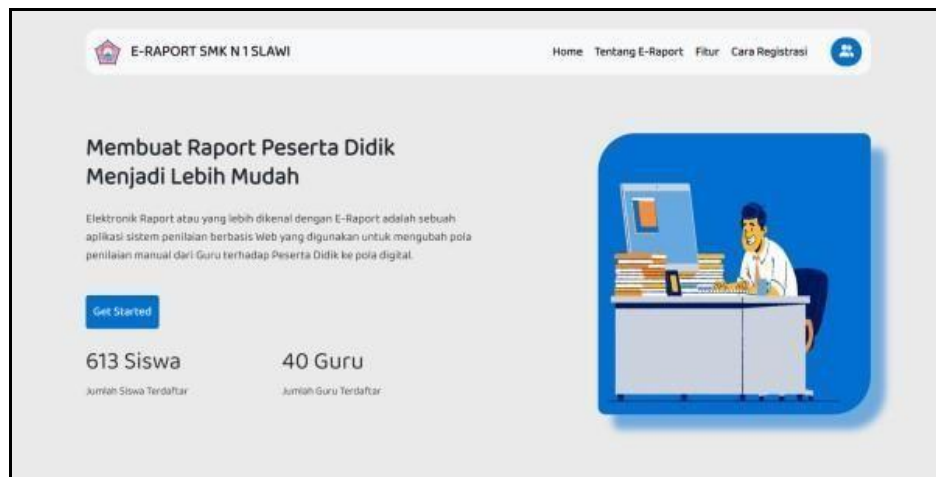 E-RAPORT SMK N 1 SLAWI
Home Tentang E-Raport Fitur Cara Registrasi
Membuat Raport Peserta Didik
Menjadi Lebih Mudah
Elektronik Raport atau yang lebih dikenal dengan E-Raport adalah sebuah
aplikasi sistem penilaian berbasis Web yang digunakan untuk mengubah pola
penilaian manual dari Guru terhadap Peserta Didik ke pola digital.
Get Started
613 Siswa
40 Guru
Jumlah Siswa Terdaftar
Jumlah Guru Terdaftar